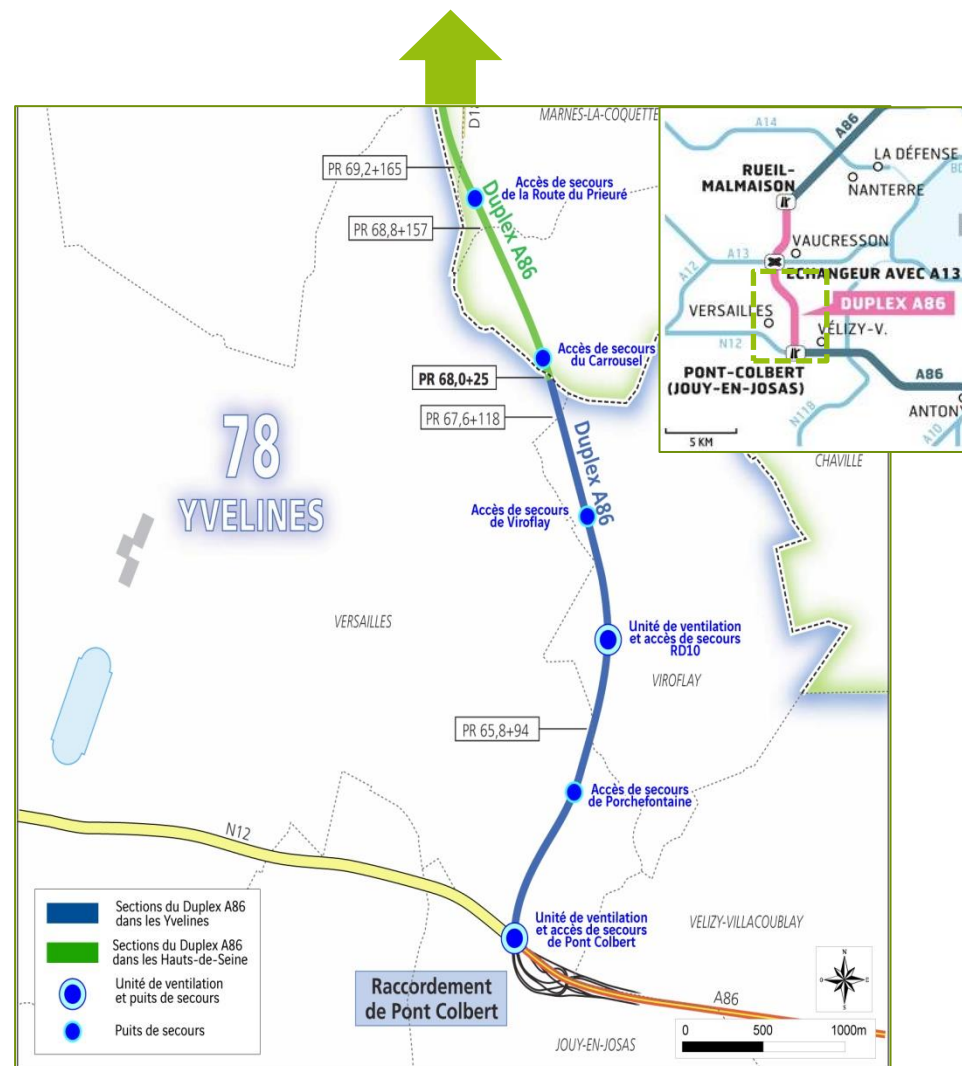 MARNES-LA-COQUETTE
PR 69,2+165
Accès de secours
de la Route du Prieuré
PR 68,8+157
Duplex A86
Accès de secours
du Carrousel
PR 68,0+25
PR 67,6+118
Duplex A86
78
YVELINES
Accès de secours
de Viroflay
VERSAILLES
Unité de ventilation
et accès de secours
RD10
VIROFLAY
PR 65,8+94
Accès de secours
de Porchefontaine
N12
Unité de ventilation
et accès de secours
de Pont Colbert
VELIZY-VILLACOUBLAY
Raccordement
de Pont Colbert
A86
JOUY-EN-JOSAS
CHAVILLE
Sections du Duplex A86
dans les Yvelines
Sections du Duplex A86
dans les Hauts-de-Seine
Unité de ventilation
et puits de secours
Puits de secours
N
S
E
O
0 500 1000m
A14
A86
LA DÉFENSE
RUEIL-
MALMAISON
NANTERRE
VAUCRESSON
A13
ÉCHANGEUR AVEC A13
A12
DUPLEX A86
VERSAILLES
VÉLIZY-V.
N12
PONT-COLBERT
(JOUY-EN-JOSAS)
A86
N118
ANTONY
A10
5 KM